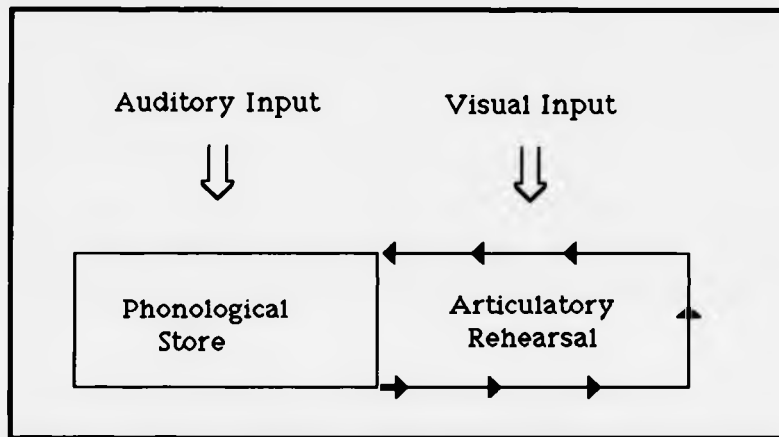 Auditory Input
Visual Input
Phonological
Store
Articulatory
Rehearsal